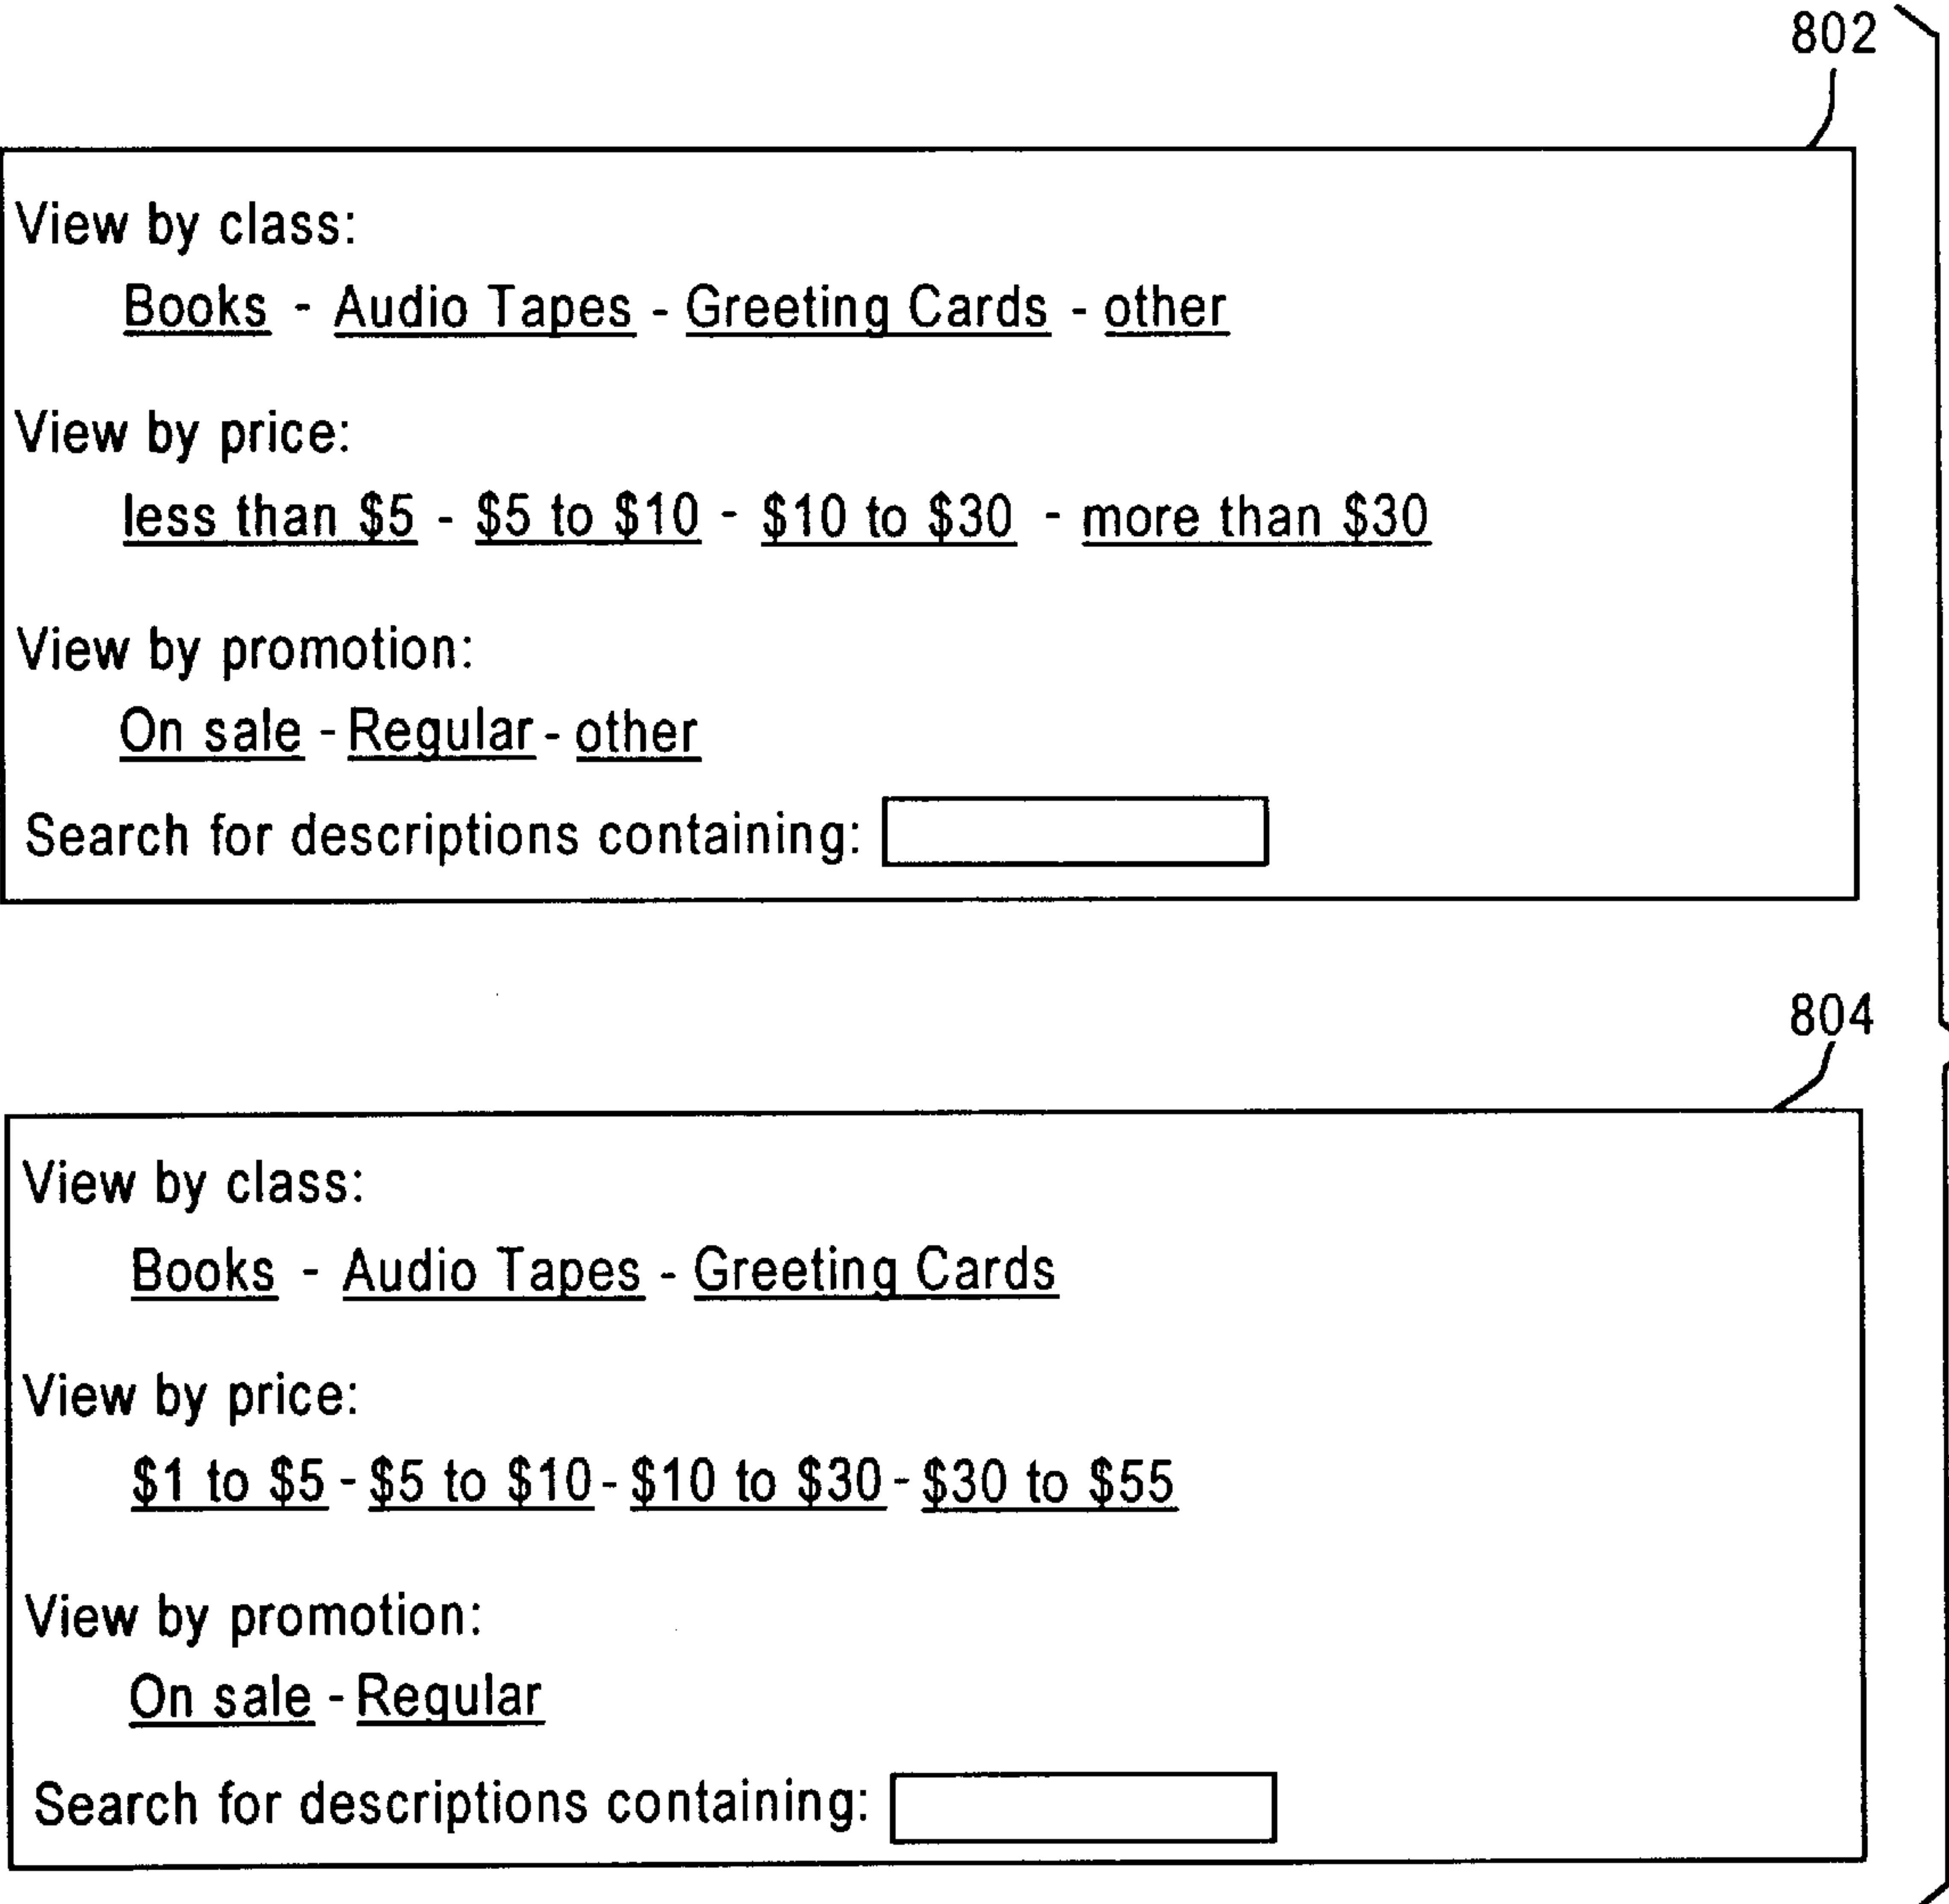 802
View by class:
Books - Audio Tapes - Greeting Cards - other
View by price:
less than $5 - $5 to $10 - $10 to $30 - more than $30
View by promotion:
On sale - Regular - other
Search for descriptions containing:
804
View by class:
Books - Audio Tapes - Greeting Cards
View by price:
$1 to $5 - $5 to $10 - $10 to $30 - $30 to $55
View by promotion:
On sale - Regular
Search for descriptions containing: